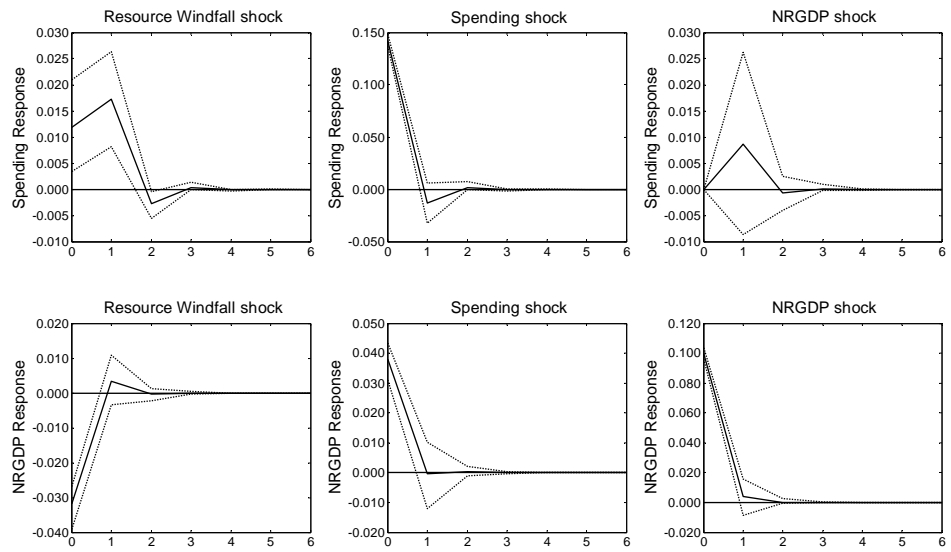 Resource Windfall shock
Spending Response
0.030
0.025
0.020
0.015
0.010
0.005
0.000
-0.005
-0.010
0 1 2 3 4 5 6
Spending shock
Spending Response
0.150
0.100
0.050
0.000
-0.050
0 1 2 3 4 5 6
NRGDP shock
Spending Response
0.030
0.025
0.020
0.015
0.010
0.005
0.000
-0.005
-0.010
0 1 2 3 4 5 6
Resource Windfall shock
NRGDP Response
0.020
0.010
0.000
-0.010
-0.020
-0.030
-0.040
0 1 2 3 4 5 6
Spending shock
NRGDP Response
0.050
0.040
0.030
0.020
0.010
0.000
-0.010
-0.020
0 1 2 3 4 5 6
NRGDP shock
NRGDP Response
0.120
0.100
0.080
0.060
0.040
0.020
0.000
-0.020
0 1 2 3 4 5 6